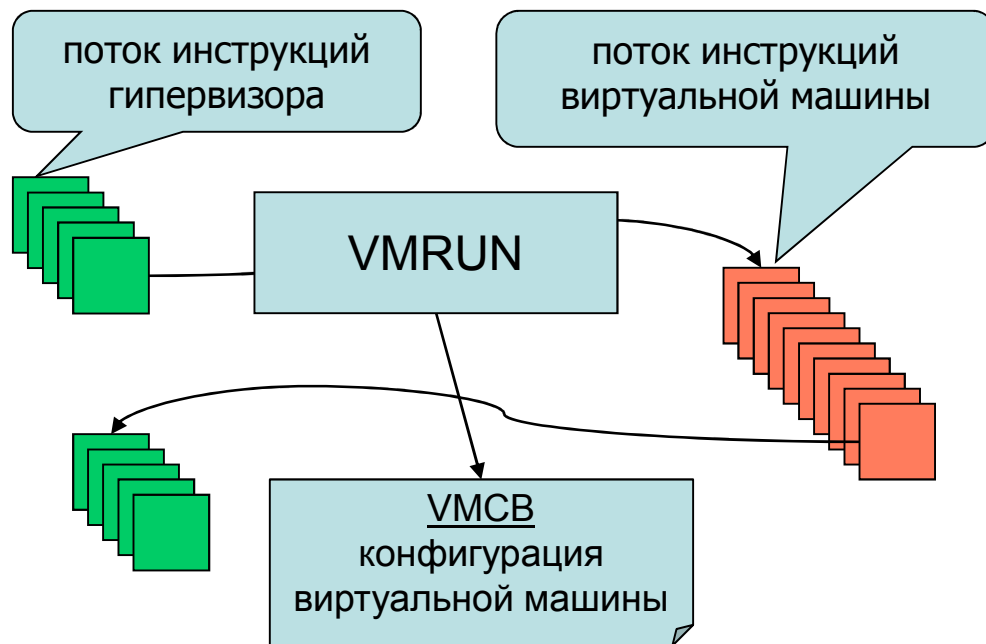 поток инструкций
гипервизора
поток инструкций
виртуальной машины
VMRUN
VMCB
конфигурация
виртуальной машины